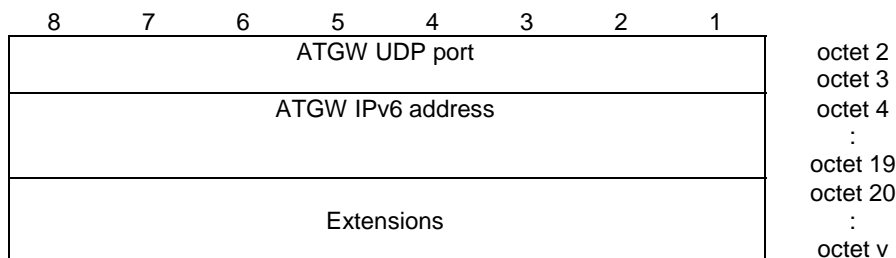 8 7 6 5 4 3 2 1
ATGW UDP port octet 2
octet 3
ATGW IPv6 address octet 4
:
octet 19
octet 20
Extensions :
octet v